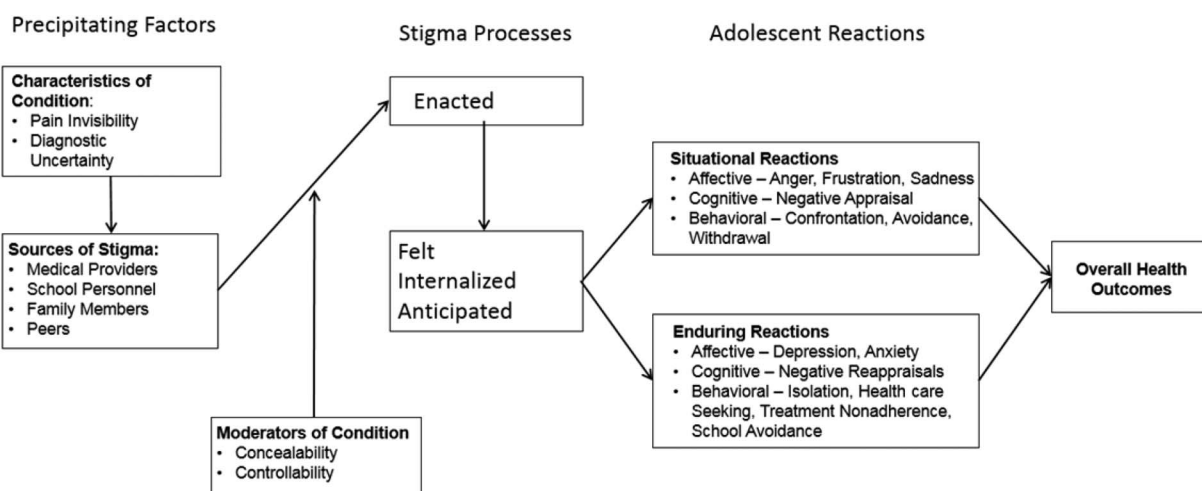 Precipitating Factors
Stigma Processes
Adolescent Reactions
Characteristics of
Condition:
• Pain Invisibility
• Diagnostic
Uncertainty
Sources of Stigma:
• Medical Providers
• School Personnel
• Family Members
• Peers
Moderators of Condition
• Concealability
• Controllability
Enacted
Felt
Internalized
Anticipated
Situational Reactions
• Affective – Anger, Frustration, Sadness
• Cognitive – Negative Appraisal
• Behavioral – Confrontation, Avoidance,
Withdrawal
Enduring Reactions
• Affective – Depression, Anxiety
• Cognitive – Negative Reappraisals
• Behavioral – Isolation, Health care
Seeking, Treatment Nonadherence,
School Avoidance
Overall Health
Outcomes